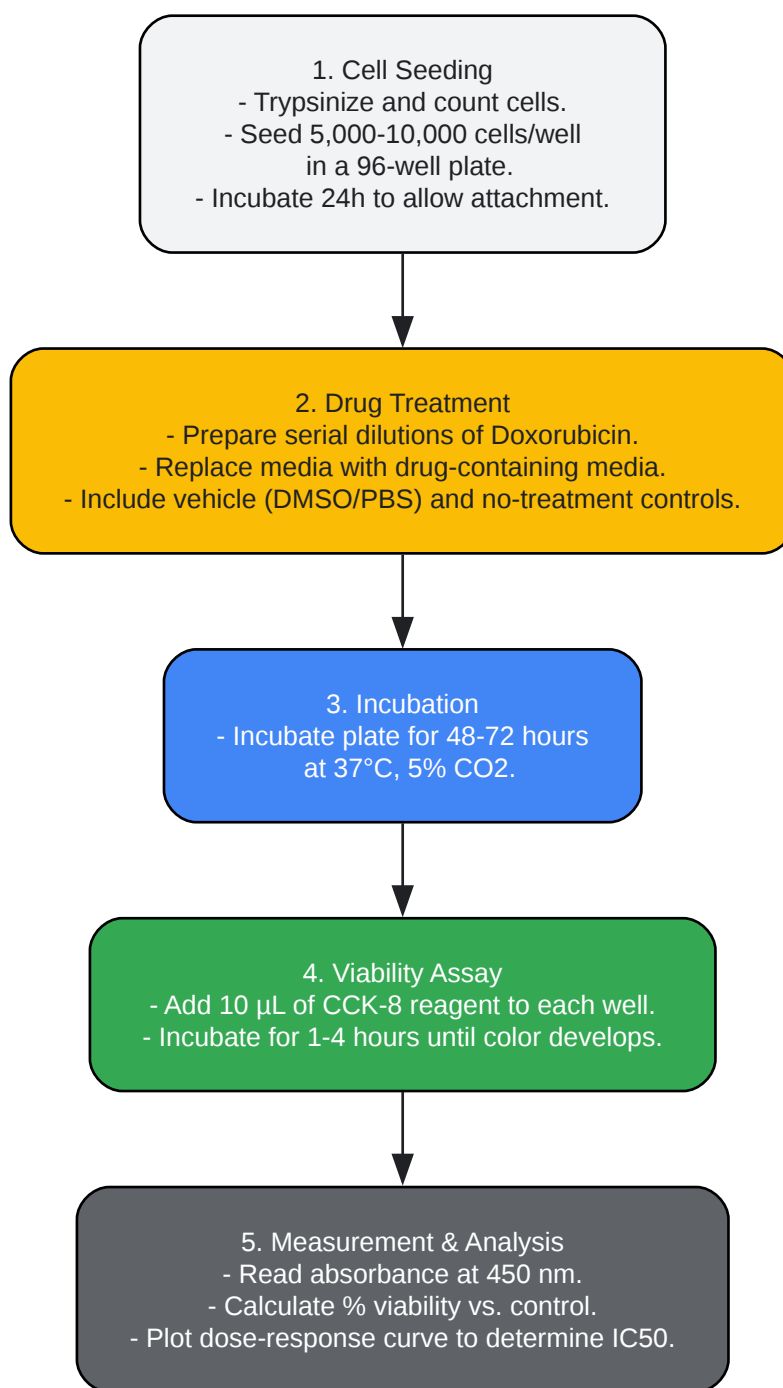 1. Cell Seeding
- Trypsinize and count cells.
- Seed 5,000-10,000 cells/well
in a 96-well plate.
- Incubate 24h to allow attachment.
2. Drug Treatment
- Prepare serial dilutions of Doxorubicin.
- Replace media with drug-containing media.
- Include vehicle (DMSO/PBS) and no-treatment controls.
3. Incubation
- Incubate plate for 48-72 hours
at 37°C, 5% CO2.
4. Viability Assay
- Add 10 µL of CCK-8 reagent to each well.
- Incubate for 1-4 hours until color develops.
5. Measurement & Analysis
- Read absorbance at 450 nm.
- Calculate % viability vs. control.
- Plot dose-response curve to determine IC50.